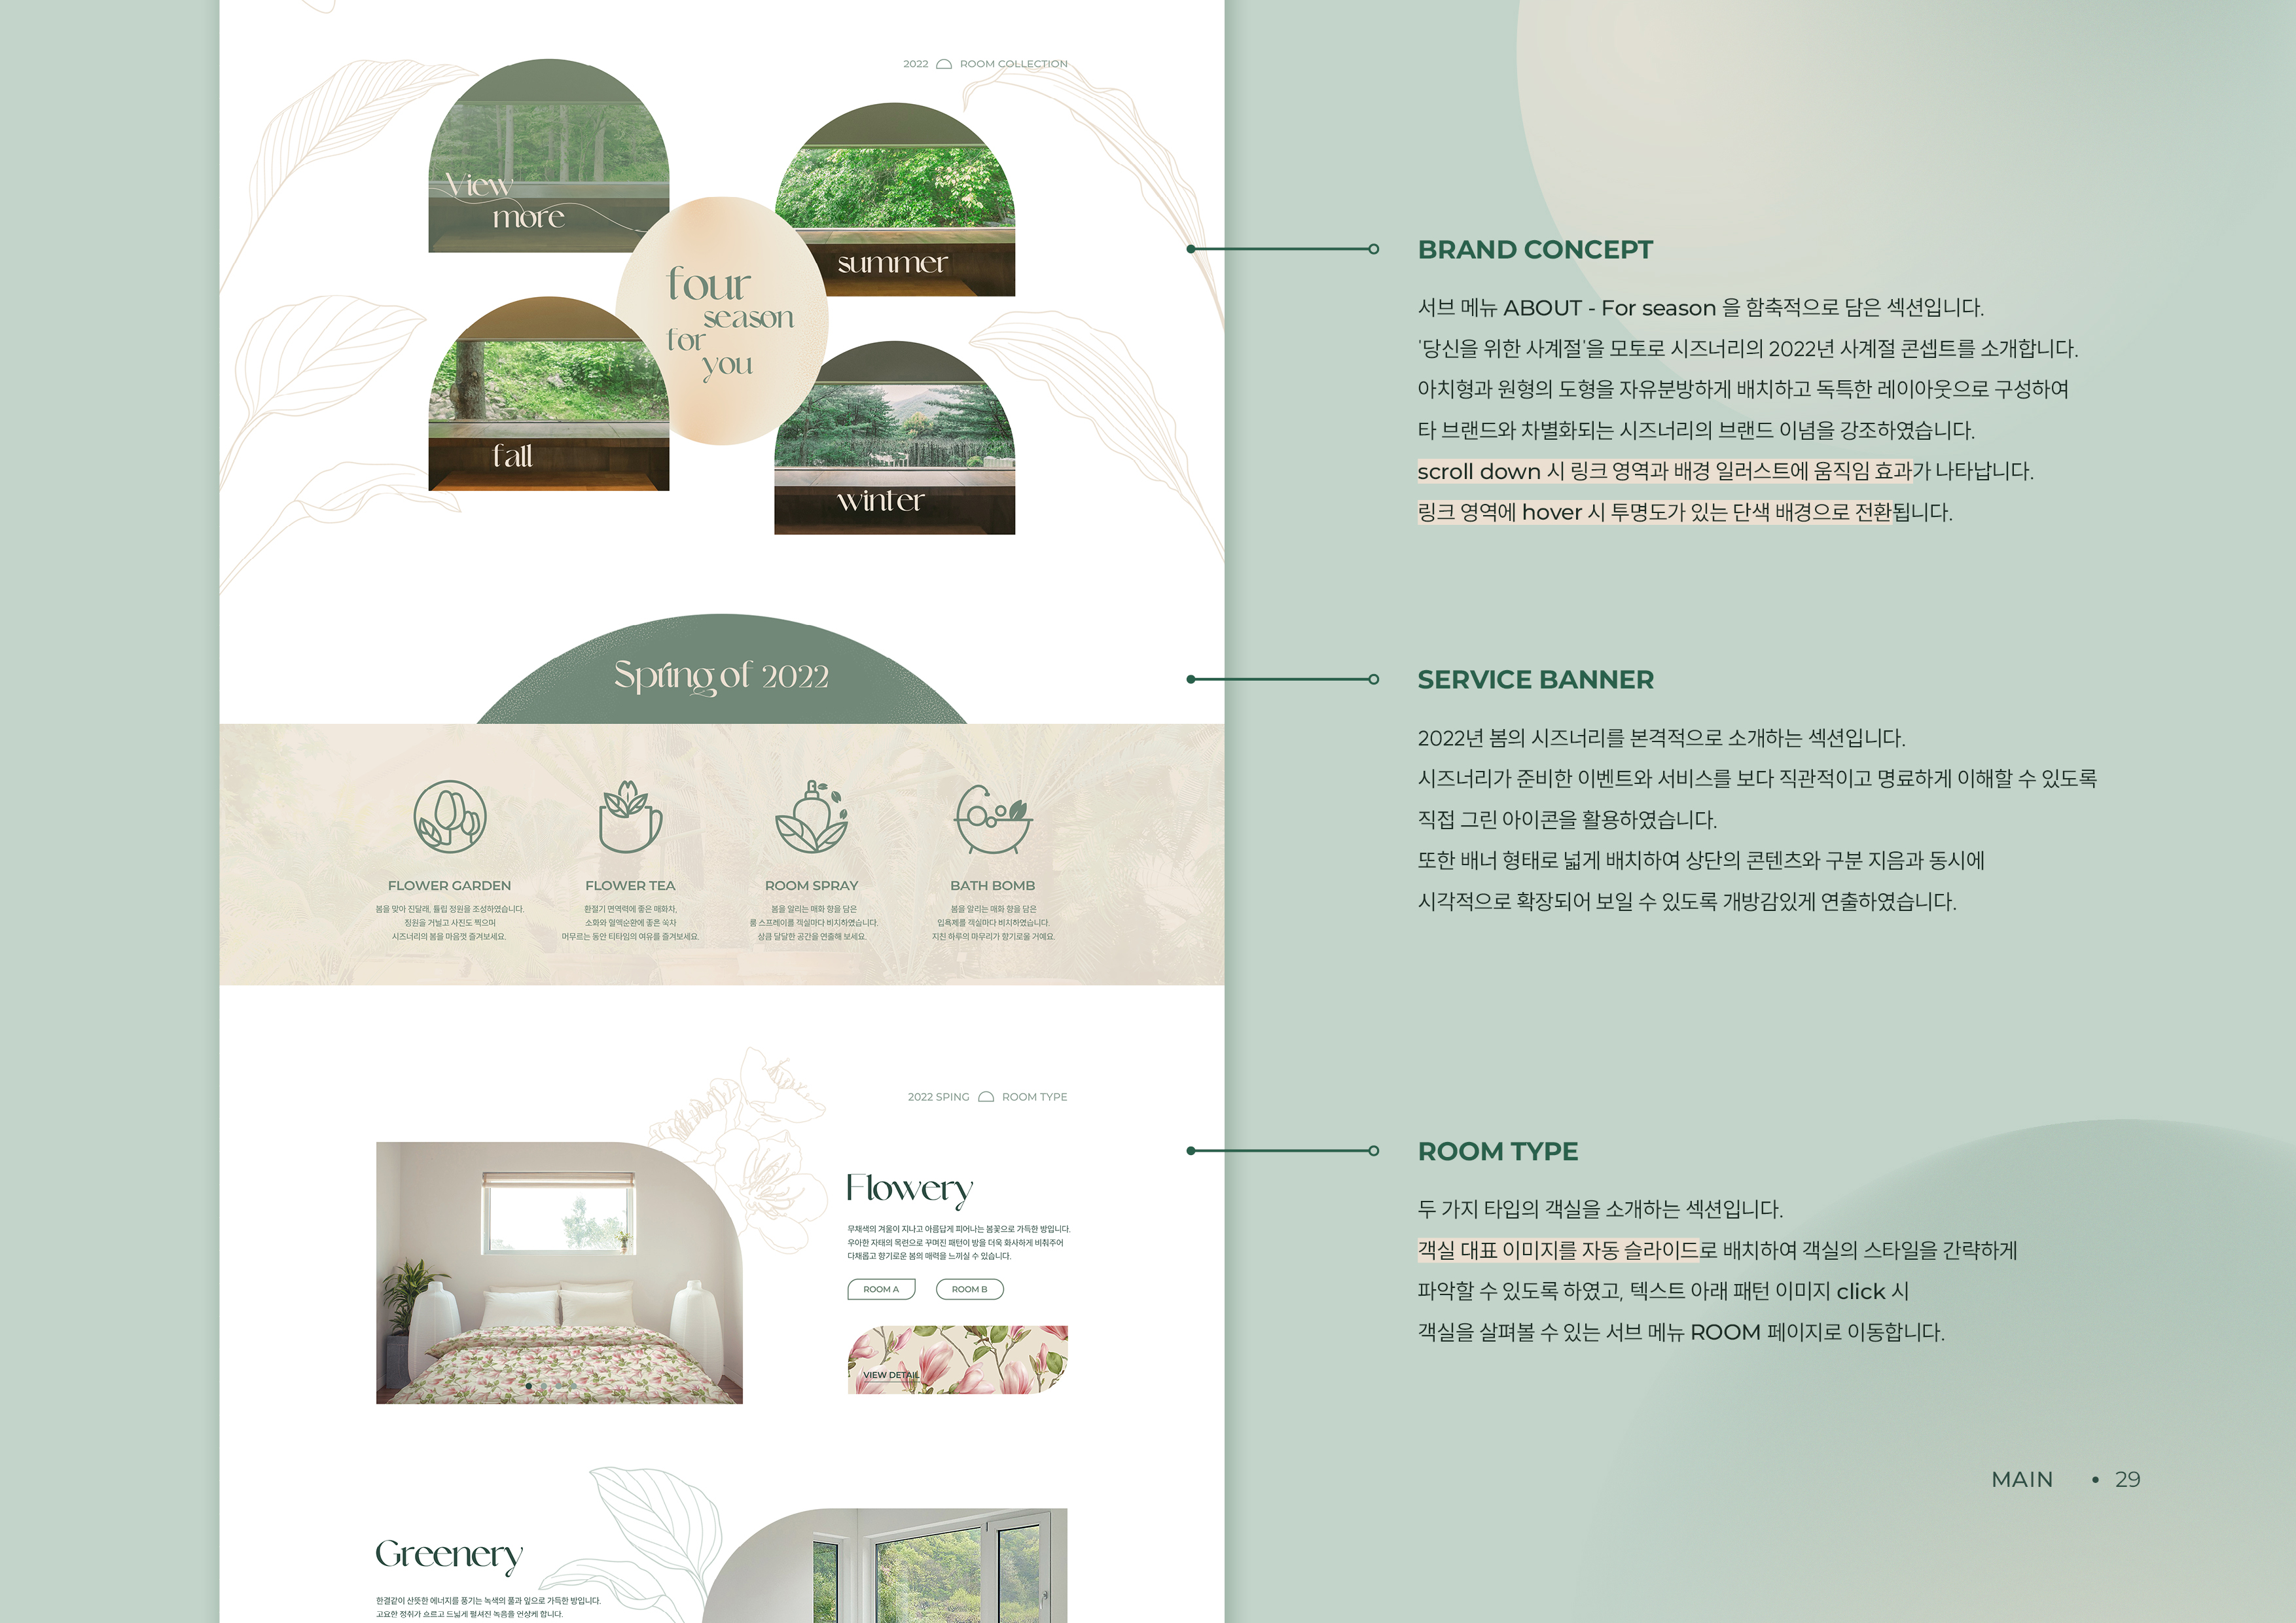 2022 ROOM COLLECTION
View
more
summer
four
season
for
you
fall
winter
Spring of 2022
FLOWER GARDEN
봄을 맞아 진달래, 튤립 정원을 조성하였습니다.
정원을 거닐고 사진도 찍으며
시즈너리의 봄을 마음껏 즐겨보세요.
FLOWER TEA
환절기 면역력에 좋은 매화차,
소화와 혈액순환에 좋은 쑥차
머무르는 동안 티타임의 여유를 즐겨보세요.
ROOM SPRAY
봄을 알리는 매화 향을 담은
룸 스프레이를 객실마다 비치하였습니다.
상큼 달달한 공간을 연출해 보세요.
BATH BOMB
봄을 알리는 매화 향을 담은
입욕제를 객실마다 비치하였습니다.
지친 하루의 마무리가 향기로울 거예요.
2022 SPING ROOM TYPE
Flowery
무채색의 겨울이 지나고 아름답게 피어나는 봄꽃으로 가득한 방입니다.
우아한 자태의 목련으로 꾸며진 패턴이 방을 더욱 화사하게 비춰주어
다채롭고 향기로운 봄의 매력을 느끼실 수 있습니다.
ROOM A
ROOM B
VIEW DETAIL
Greenery
한결같이 산뜻한 에너지를 풍기는 녹색의 풀과 잎으로 가득한 방입니다.
고요한 정취가 흐르고 드넓게 펼쳐진 녹음을 연상케 합니다.
BRAND CONCEPT
서브 메뉴 ABOUT - For season 을 함축적으로 담은 섹션입니다.
'당신을 위한 사계절'을 모토로 시즈너리의 2022년 사계절 콘셉트를 소개합니다.
아치형과 원형의 도형을 자유분방하게 배치하고 독특한 레이아웃으로 구성하여
타 브랜드와 차별화되는 시즈너리의 브랜드 이념을 강조하였습니다.
scroll down 시 링크 영역과 배경 일러스트에 움직임 효과가 나타납니다.
링크 영역에 hover 시 투명도가 있는 단색 배경으로 전환됩니다.
SERVICE BANNER
2022년 봄의 시즈너리를 본격적으로 소개하는 섹션입니다.
시즈너리가 준비한 이벤트와 서비스를 보다 직관적이고 명료하게 이해할 수 있도록
직접 그린 아이콘을 활용하였습니다.
또한 배너 형태로 넓게 배치하여 상단의 콘텐츠와 구분 지음과 동시에
시각적으로 확장되어 보일 수 있도록 개방감있게 연출하였습니다.
ROOM TYPE
두 가지 타입의 객실을 소개하는 섹션입니다.
객실 대표 이미지를 자동 슬라이드로 배치하여 객실의 스타일을 간략하게
파악할 수 있도록 하였고, 텍스트 아래 패턴 이미지 click 시
객실을 살펴볼 수 있는 서브 메뉴 ROOM 페이지로 이동합니다.
MAIN • 29